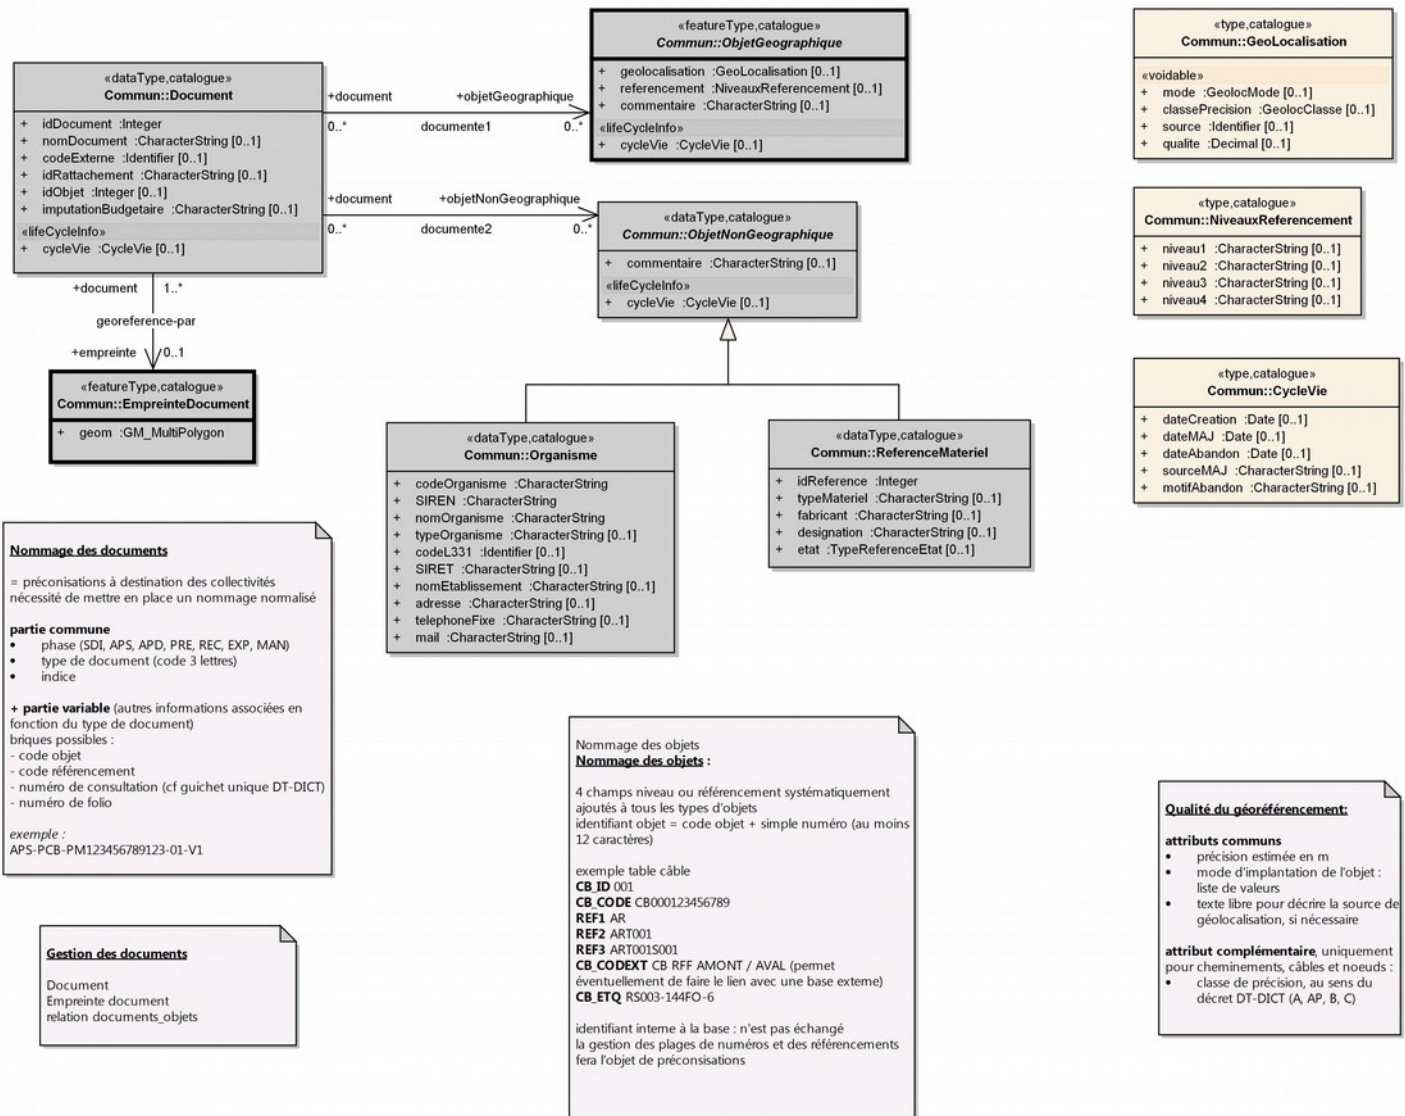 «dataType,catalogue»
Commun::Document
+ idDocument :Integer
+ nomDocument :CharacterString [0..1]
+ codeExterne :Identifier [0..1]
+ idRattachement :CharacterString [0..1]
+ idObjet :Integer [0..1]
+ imputationBudgetaire :CharacterString [0..1]
«lifeCycleInfo»
+ cycleVie :CycleVie [0..1]
+document +objetGeographique
0..* documente1 0..*
+document +objetNonGeographique
0..* documente2 0..*
«featureType,catalogue»
Commun::ObjetGeographique
+ geolocalisation :GeoLocalisation [0..1]
+ referencement :NiveauxReferencement [0..1]
+ commentaire :CharacterString [0..1]
«lifeCycleInfo»
+ cycleVie :CycleVie [0..1]
«dataType,catalogue»
Commun::ObjetNonGeographique
+ commentaire :CharacterString [0..1]
«lifeCycleInfo»
+ cycleVie :CycleVie [0..1]
«type,catalogue»
Commun::GeoLocalisation
«voidable»
+ mode :GeolocMode [0..1]
+ classePrecision :GeolocClasse [0..1]
+ source :Identifier [0..1]
+ qualite :Decimal [0..1]
«type,catalogue»
Commun::NiveauxReferencement
+ niveau1 :CharacterString [0..1]
+ niveau2 :CharacterString [0..1]
+ niveau3 :CharacterString [0..1]
+ niveau4 :CharacterString [0..1]
«type,catalogue»
Commun::CycleVie
+ dateCreation :Date [0..1]
+ dateMAJ :Date [0..1]
+ dateAbandon :Date [0..1]
+ sourceMAJ :CharacterString [0..1]
+ motifAbandon :CharacterString [0..1]
+document 1..*
georeference-par
+empreinte 0..1
«featureType,catalogue»
Commun::EmpreinteDocument
+ geom :GM_MultiPolygon
«dataType,catalogue»
Commun::Organisme
+ codeOrganisme :CharacterString
+ SIREN :CharacterString
+ nomOrganisme :CharacterString
+ typeOrganisme :CharacterString [0..1]
+ codeL331 :Identifier [0..1]
+ SIRET :CharacterString [0..1]
+ nomEtablissement :CharacterString [0..1]
+ adresse :CharacterString [0..1]
+ telephoneFixe :CharacterString [0..1]
+ mail :CharacterString [0..1]
«dataType,catalogue»
Commun::ReferenceMateriel
+ idReference :Integer
+ typeMateriel :CharacterString [0..1]
+ fabricant :CharacterString [0..1]
+ designation :CharacterString [0..1]
+ etat :TypeReferenceEtat [0..1]
Nommage des documents
= préconisations à destination des collectivités
nécessité de mettre en place un nommage normalisé
partie commune
• phase (SDI, APS, APD, PRE, REC, EXP, MAN)
• type de document (code 3 lettres)
• indice
+ partie variable (autres informations associées en
fonction du type de document)
briques possibles :
- code objet
- code référencement
- numéro de consultation (cf guichet unique DT-DICT)
- numéro de folio
exemple :
APS-PCB-PM123456789123-01-V1
Gestion des documents
Document
Empreinte document
relation documents_objets
Nommage des objets
Nommage des objets :
4 champs niveau ou référencement systématiquement
ajoutés à tous les types d'objets
identifiant objet = code objet + simple numéro (au moins
12 caractères)
exemple table câble
CB_ID 001
CB_CODE CB000123456789
REF1 AR
REF2 ART001
REF3 ART001S001
CB_CODEXT CB RFF AMONT / AVAL (permet
éventuellement de faire le lien avec une base externe)
CB_ETQ RS003-144FO-6
identifiant interne à la base : n'est pas échangé
la gestion des plages de numéros et des référencements
fera l'objet de préconsisations
Qualité du géoréférencement:
attributs communs
• précision estimée en m
• mode d'implantation de l'objet :
liste de valeurs
• texte libre pour décrire la source de
géolocalisation, si nécessaire
attribut complémentaire, uniquement
pour cheminements, câbles et noeuds :
• classe de précision, au sens du
décret DT-DICT (A, AP, B, C)